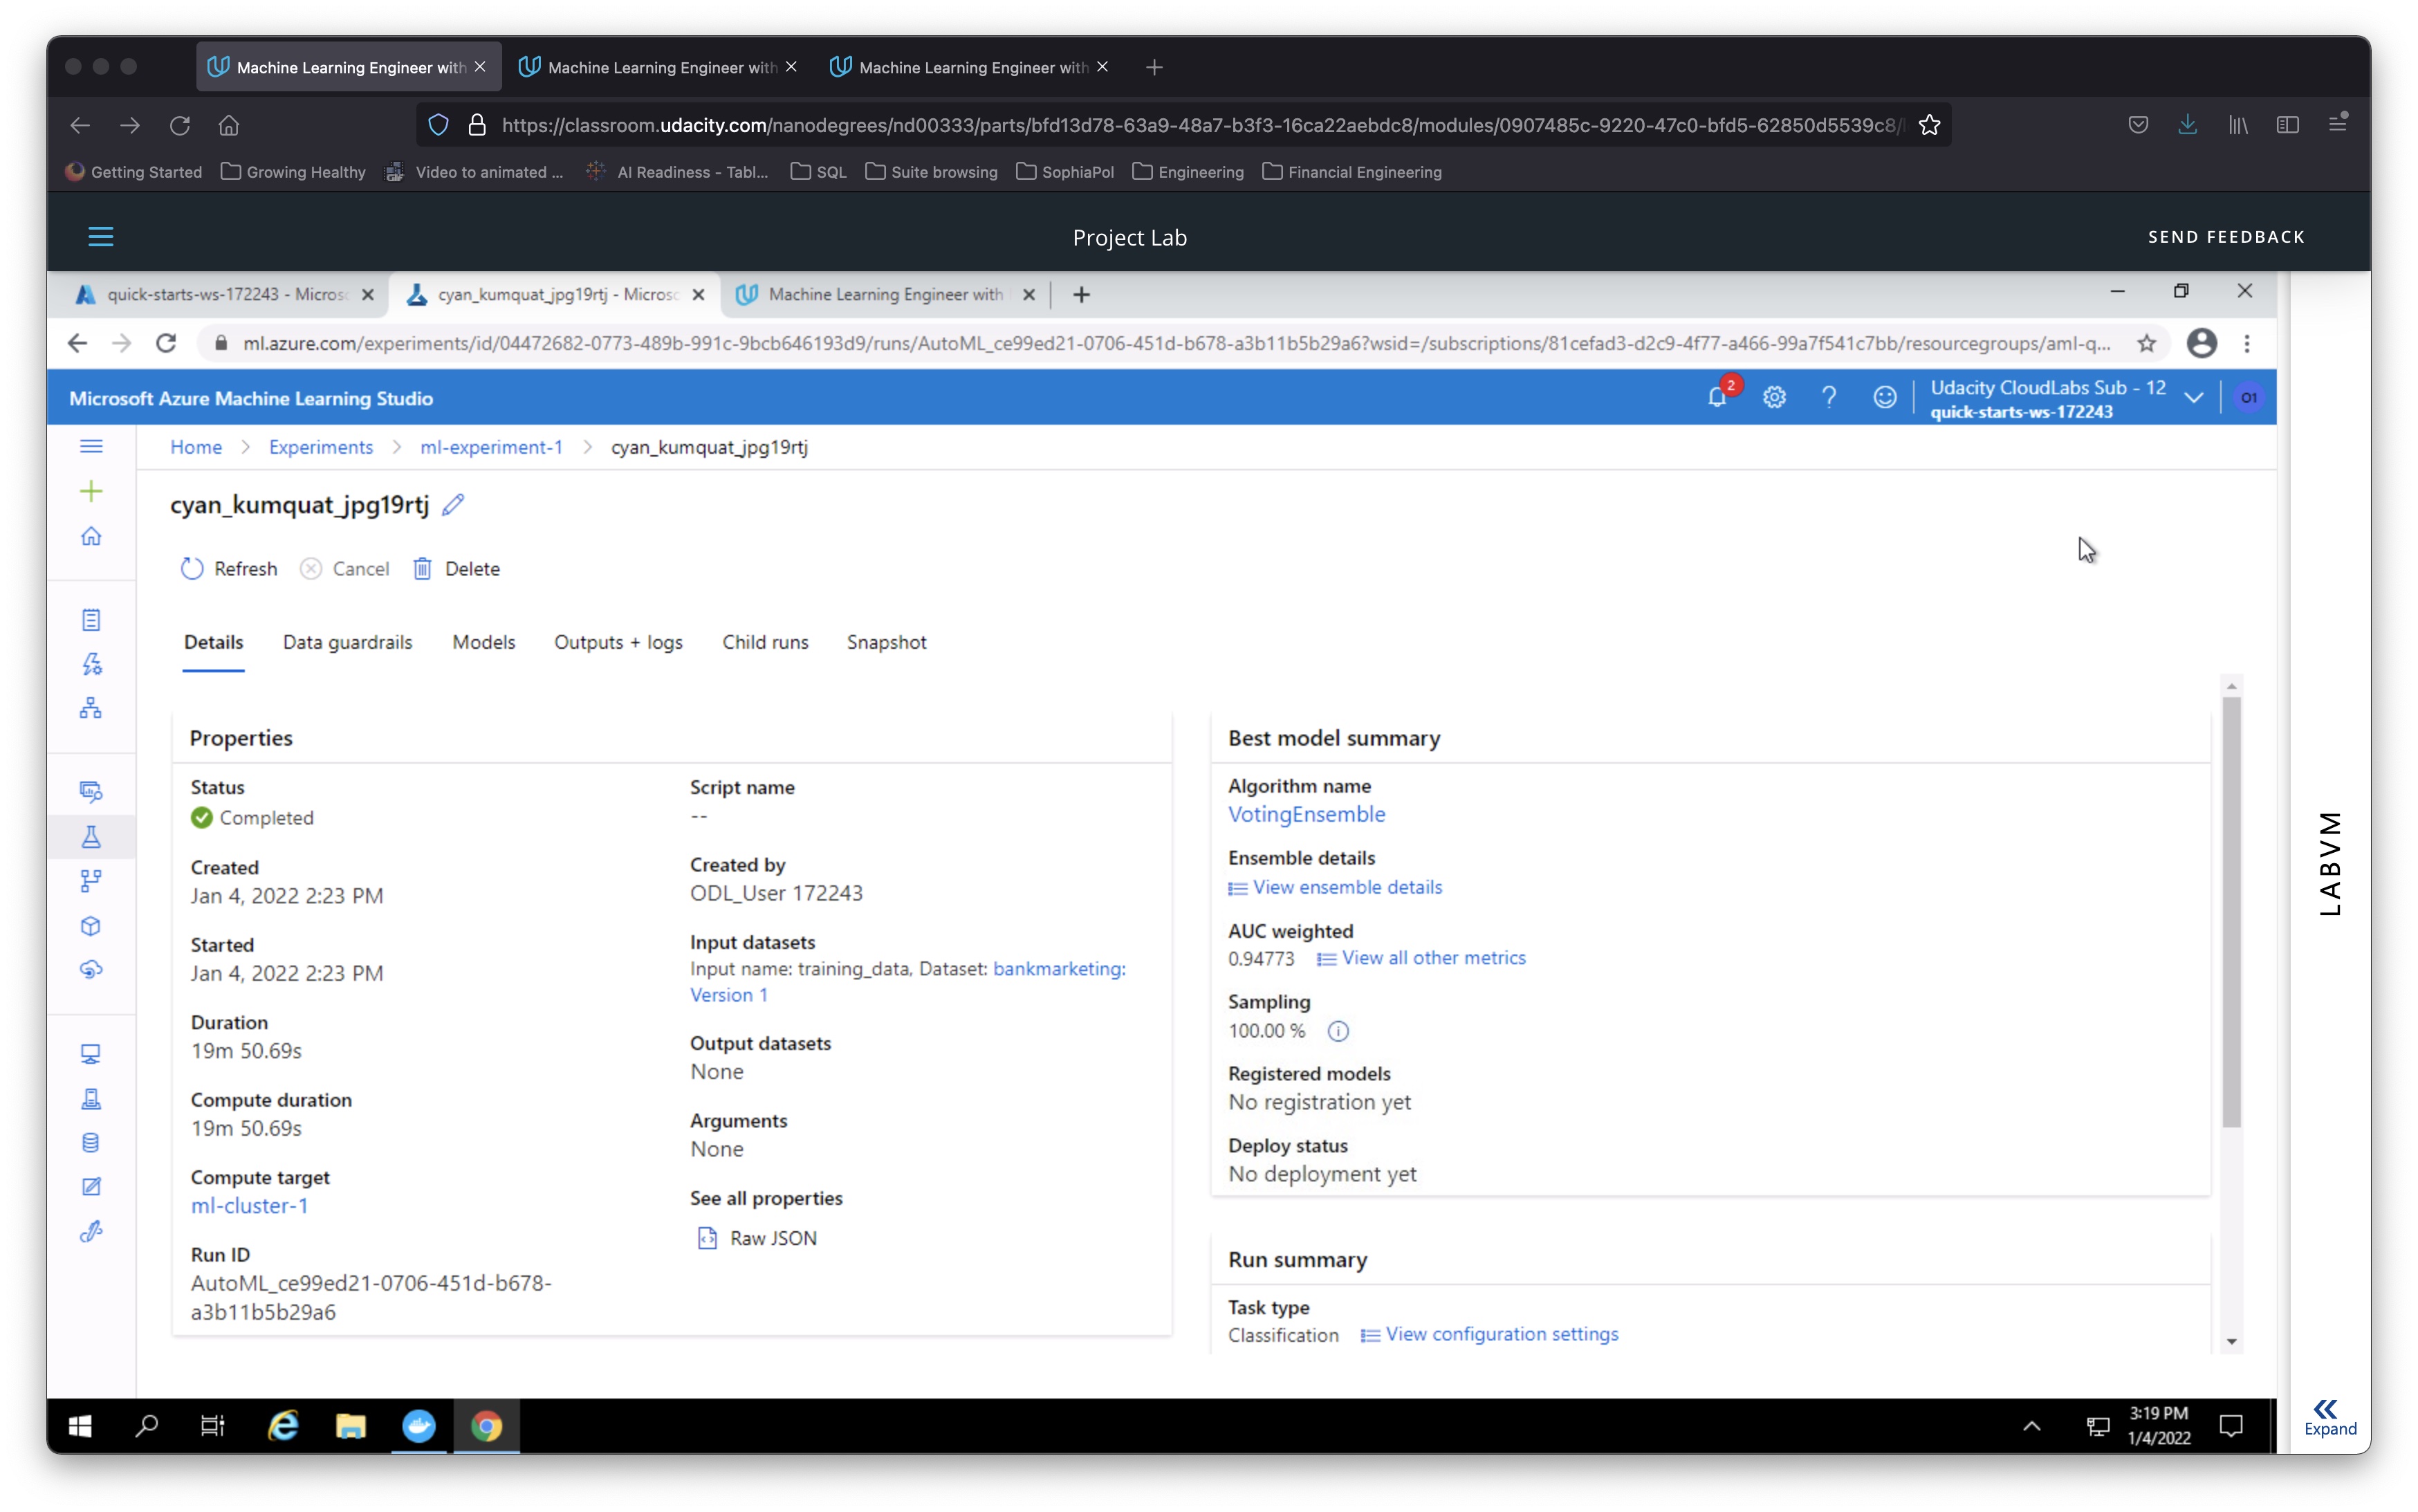 Machine Learning Engineer with
Machine Learning Engineer with
Machine Learning Engineer with
https://classroom.udacity.com/nanodegrees/nd00333/parts/bfd13d78-63a9-48a7-b3f3-16ca22aebdc8/modules/0907485c-9220-47c0-bfd5-62850d5539c8/
Getting Started
Growing Healthy
Video to animated ...
AI Readiness - Tabl...
SQL
Suite browsing
SophiaPol
Engineering
Financial Engineering
Project Lab
SEND FEEDBACK
quick-starts-ws-172243 - Micros
cyan_kumquat_jpg19rtj - Microsc
Machine Learning Engineer with
ml.azure.com/experiments/id/04472682-0773-489b-991c-9bcb646193d9/runs/AutoML_ce99ed21-0706-451d-b678-a3b11b5b29a6?wsid=/subscriptions/81cefad3-d2c9-4f77-a466-99a7f541c7bb/resourcegroups/aml-q...
Microsoft Azure Machine Learning Studio
2
Udacity CloudLabs Sub - 12
quick-starts-ws-172243
O1
Home > Experiments > ml-experiment-1 > cyan_kumquat_jpg19rtj
cyan_kumquat_jpg19rtj
Refresh
Cancel
Delete
Details
Data guardrails
Models
Outputs + logs
Child runs
Snapshot
Properties
Status
Completed
Created
Jan 4, 2022 2:23 PM
Started
Jan 4, 2022 2:23 PM
Duration
19m 50.69s
Compute duration
19m 50.69s
Compute target
ml-cluster-1
Run ID
AutoML_ce99ed21-0706-451d-b678-
a3b11b5b29a6
Script name
--
Created by
ODL_User 172243
Input datasets
Input name: training_data, Dataset: bankmarketing:
Version 1
Output datasets
None
Arguments
None
See all properties
Raw JSON
Best model summary
Algorithm name
VotingEnsemble
Ensemble details
View ensemble details
AUC weighted
0.94773
View all other metrics
Sampling
100.00 %
Registered models
No registration yet
Deploy status
No deployment yet
Run summary
Task type
Classification
View configuration settings
LABVM
Expand
3:19 PM
1/4/2022